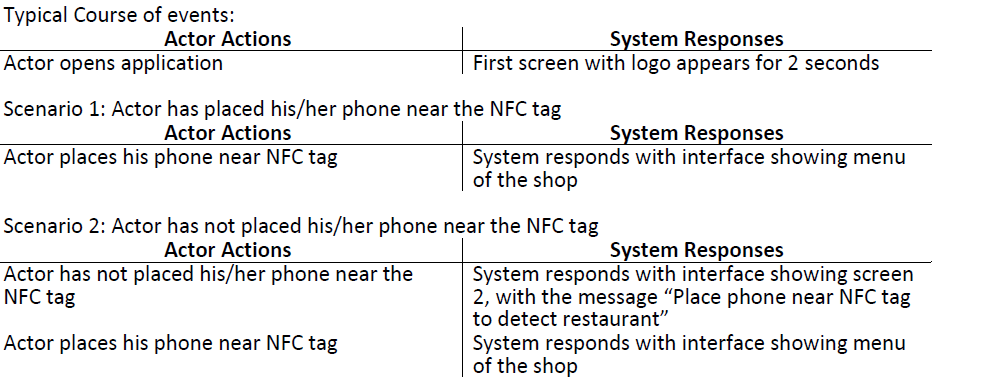 Typical Course of events:
Actor Actions System Responses
Actor opens application First screen with logo appears for 2 seconds
Scenario 1: Actor has placed his/her phone near the NFC tag
Actor Actions System Responses
Actor places his phone near NFC tag System responds with interface showing menu
of the shop
Scenario 2: Actor has not placed his/her phone near the NFC tag
Actor Actions System Responses
Actor has not placed his/her phone near the System responds with interface showing screen
NFC tag 2, with the message “Place phone near NFC tag
to detect restaurant”
Actor places his phone near NFC tag System responds with interface showing menu
of the shop